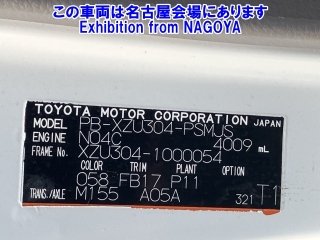 この車両は名古屋会場にあります
Exhibition from NAGOYA
TOYOTA MOTOR CORPORATION JAPAN
MODEL PB-XZU304-PSMJS
ENGINE N04C 4009 mL
FRAME No. XZU304-1000054
COLOR TRIM PLANT OPTION
058 FB17 P11
TRANS./AXLE M155 A05A 321 T1